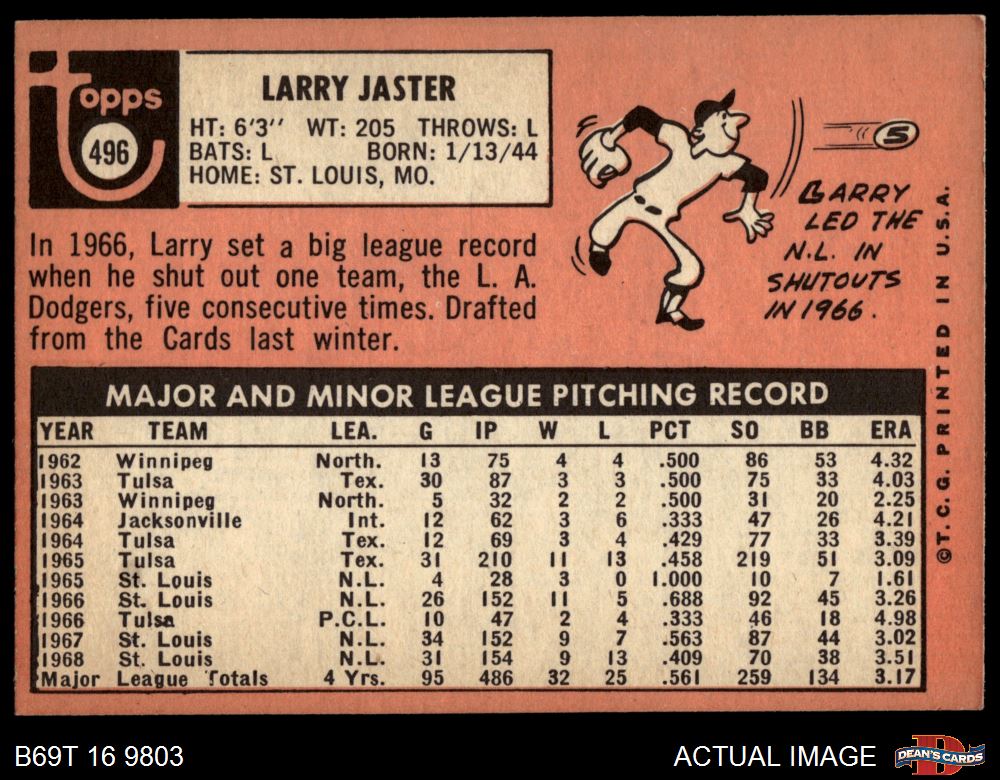 Topps
496
LARRY JASTER
HT: 6'3" WT: 205 THROWS: L
BATS: L BORN: 1/13/44
HOME: ST. LOUIS, MO.
In 1966, Larry set a big league record
when he shut out one team, the L. A.
Dodgers, five consecutive times. Drafted
from the Cards last winter.
5
LARRY
LED THE
N.L. IN
SHUTOUTS
IN 1966.
MAJOR AND MINOR LEAGUE PITCHING RECORD
YEAR TEAM LEA. G IP W L PCT SO BB ERA
1962 Winnipeg North. 13 75 4 4 .500 86 53 4.32
1963 Tulsa Tex. 30 87 3 3 .500 75 33 4.03
1963 Winnipeg North. 5 32 2 2 .500 31 20 2.25
1964 Jacksonville Int. 12 62 3 6 .333 47 26 4.21
1964 Tulsa Tex. 12 69 3 4 .429 77 33 3.39
1965 Tulsa Tex. 31 210 11 13 .458 219 51 3.09
1965 St. Louis N.L. 4 28 3 0 1.000 10 7 1.61
1966 St. Louis N.L. 26 152 11 5 .688 92 45 3.26
1966 Tulsa P.C.L. 10 47 2 4 .333 46 18 4.98
1967 St. Louis N.L. 34 152 9 7 .563 87 44 3.02
1968 St. Louis N.L. 31 154 9 13 .409 70 38 3.51
Major League Totals 4 Yrs. 95 486 32 25 .561 259 134 3.17
©T. C. G. PRINTED IN U.S.A.
B69T 16 9803
ACTUAL IMAGE
D
DEAN'S CARDS